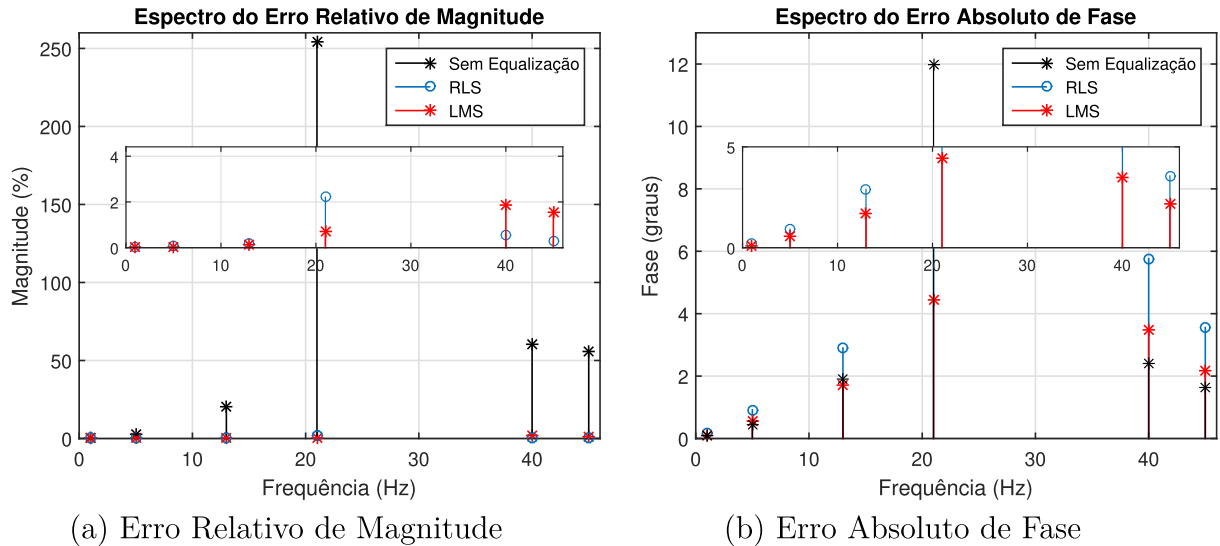 Espectro do Erro Relativo de Magnitude
250
200
150
100
50
0
Magnitude (%)
Sem Equalização
RLS
LMS
4
2
0
0 10 20 30 40
0 10 20 30 40
Frequência (Hz)
(a) Erro Relativo de Magnitude
Espectro do Erro Absoluto de Fase
12
10
8
6
4
2
0
Fase (graus)
Sem Equalização
RLS
LMS
5
0
0 10 20 30 40
0 10 20 30 40
Frequência (Hz)
(b) Erro Absoluto de Fase